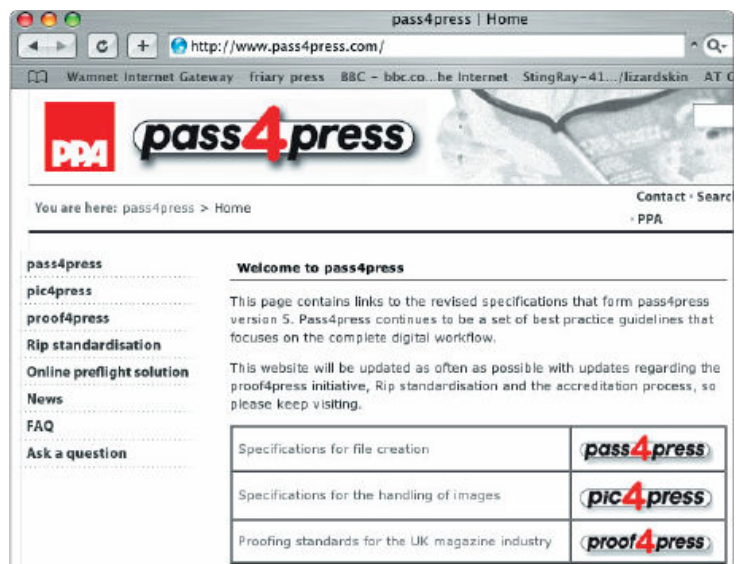 pass4press | Home
http://www.pass4press.com/
Wamnet Internet Gateway friary press BBC - bbc.co...he Internet StingRay-41.../lizardskin AT
PPA pass4press
You are here: pass4press > Home
Contact · Searc
· PPA
pass4press
pic4press
proof4press
Rip standardisation
Online preflight solution
News
FAQ
Ask a question
Welcome to pass4press
This page contains links to the revised specifications that form pass4press
version 5. Pass4press continues to be a set of best practice guidelines that
focuses on the complete digital workflow.
This website will be updated as often as possible with updates regarding the
proof4press initiative, Rip standardisation and the accreditation process, so
please keep visiting.
Specifications for file creation pass4press
Specifications for the handling of images pic4press
Proofing standards for the UK magazine industry proof4press